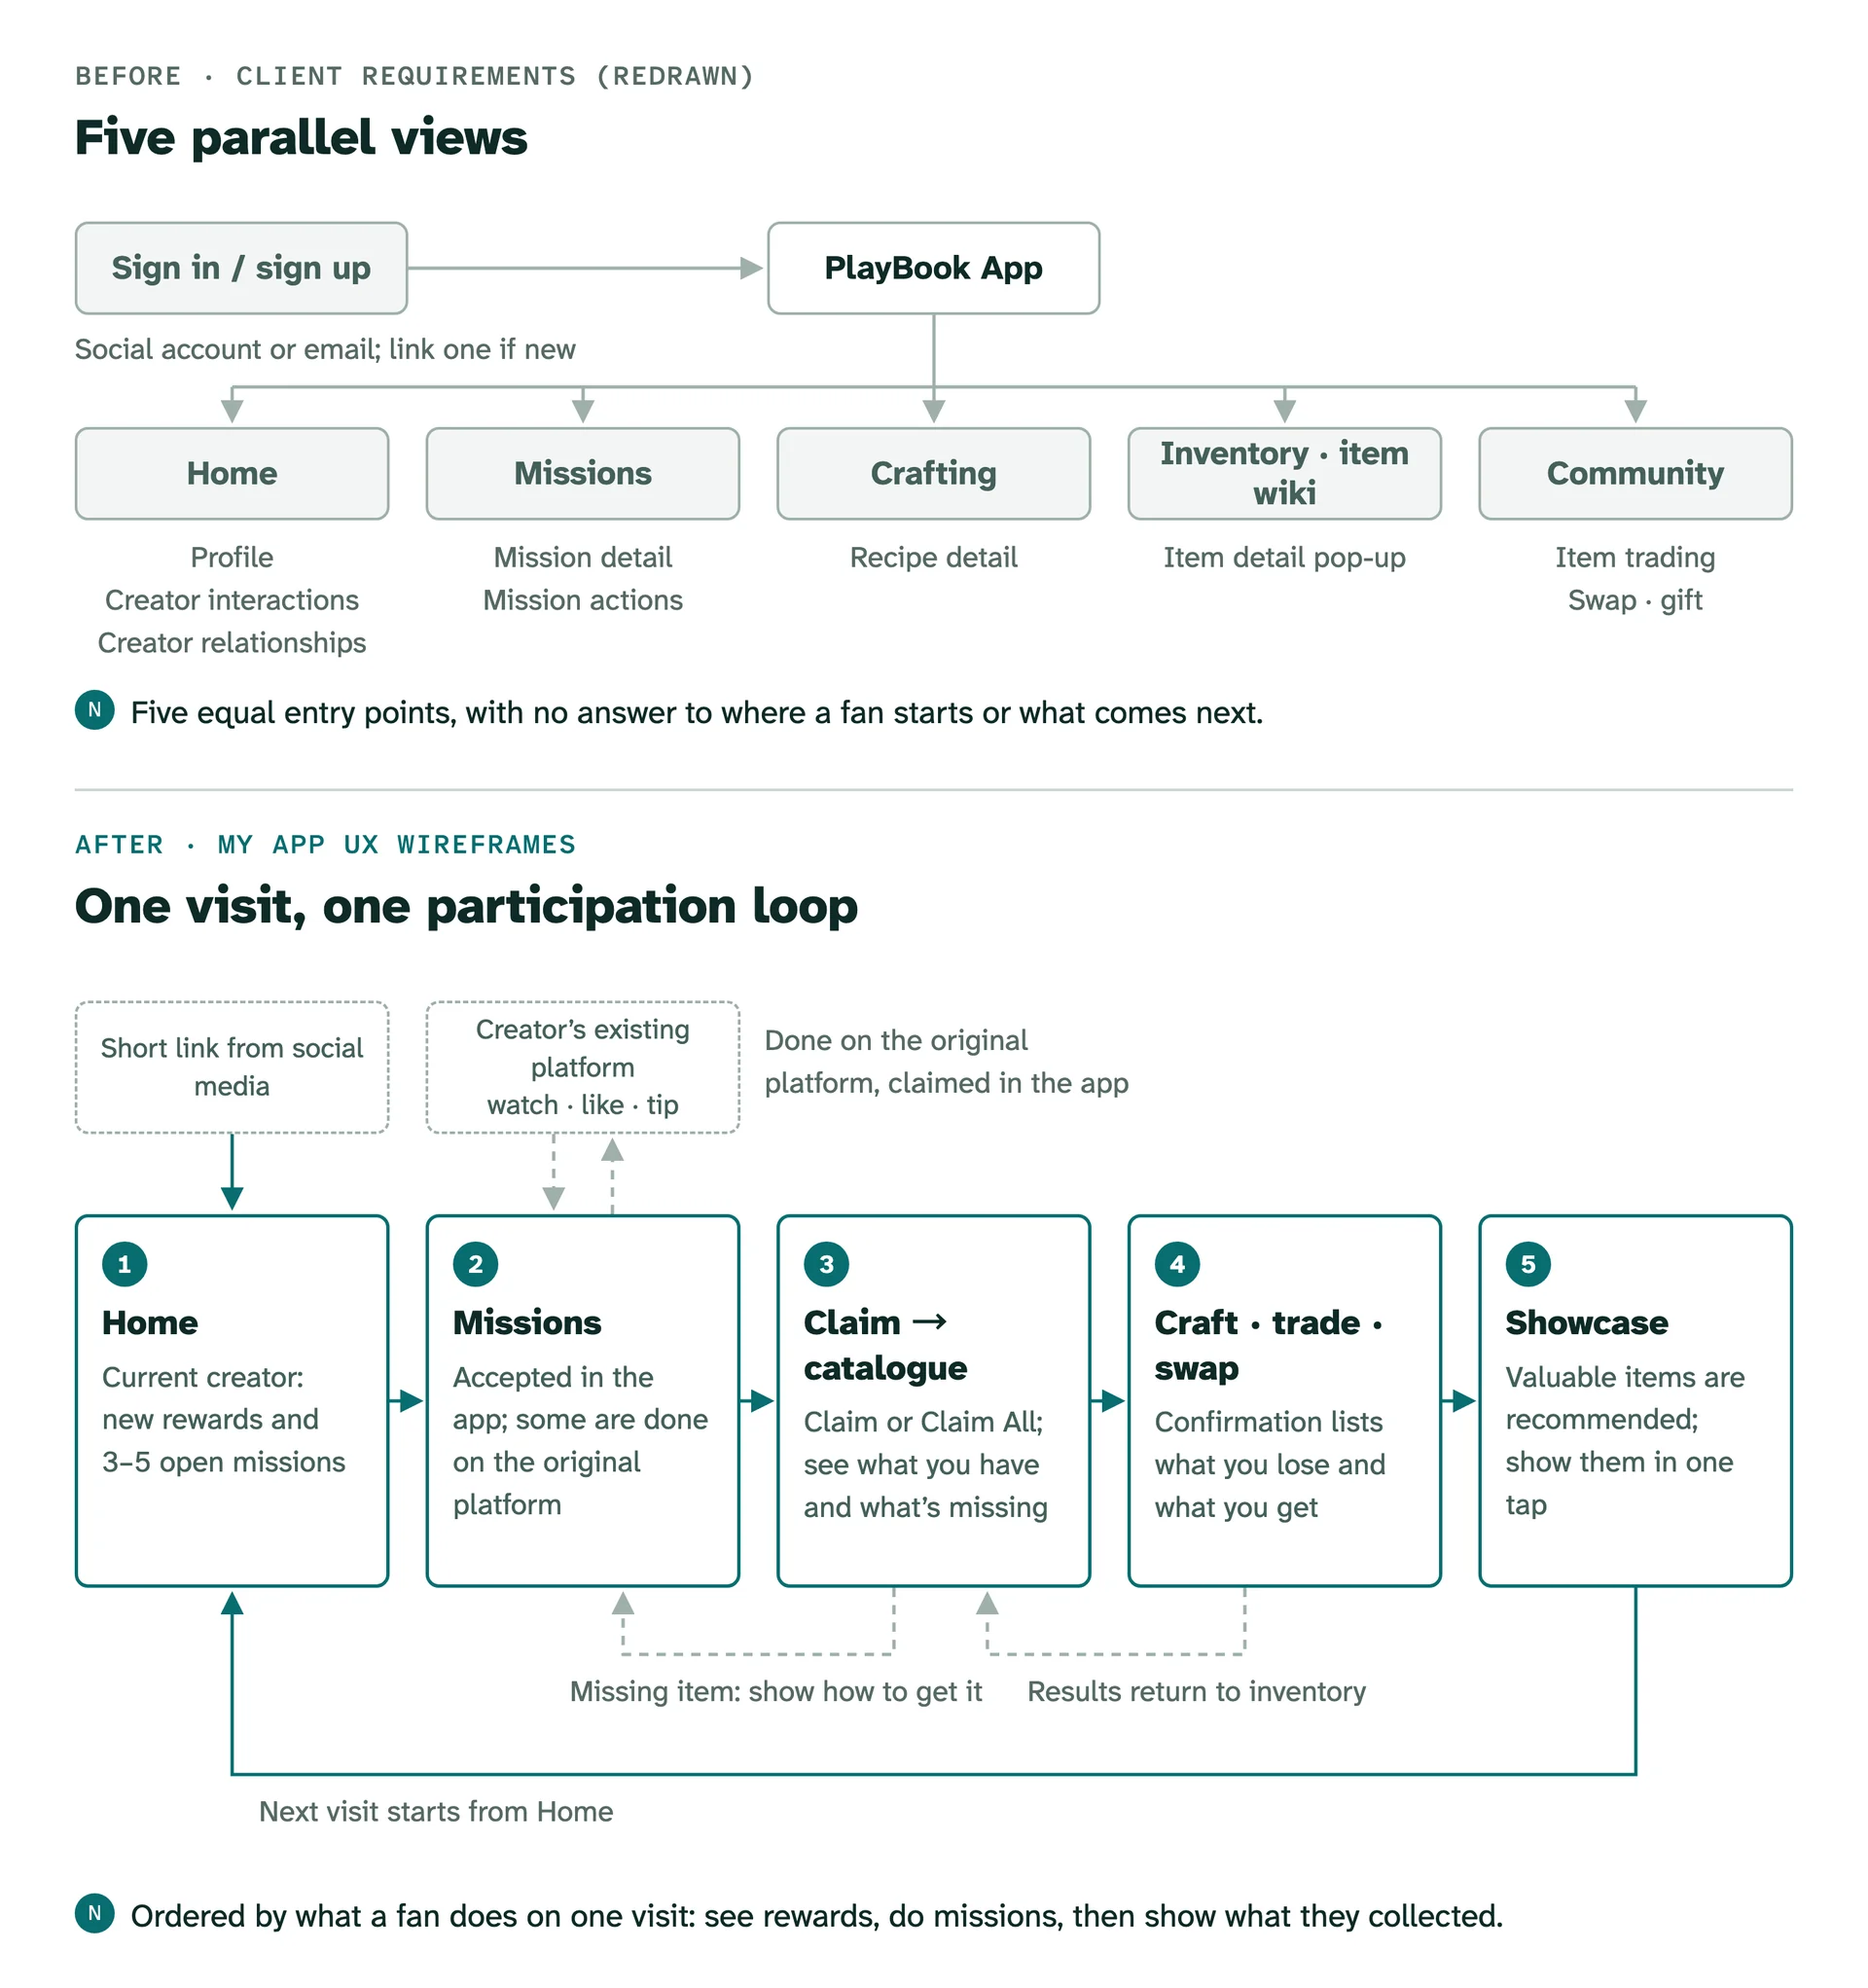 BEFORE · CLIENT REQUIREMENTS (REDRAWN)
Five parallel views
Sign in / sign up
PlayBook App
Social account or email; link one if new
Home
Missions
Crafting
Inventory · item
wiki
Community
Profile
Creator interactions
Creator relationships
Mission detail
Mission actions
Recipe detail
Item detail pop-up
Item trading
Swap · gift
N Five equal entry points, with no answer to where a fan starts or what comes next.
AFTER · MY APP UX WIREFRAMES
One visit, one participation loop
Short link from social
media
Creator’s existing
platform
watch · like · tip
Done on the original
platform, claimed in the app
1
Home
Current creator:
new rewards and
3–5 open missions
2
Missions
Accepted in the
app; some are done
on the original
platform
3
Claim →
catalogue
Claim or Claim All;
see what you have
and what’s missing
4
Craft · trade ·
swap
Confirmation lists
what you lose and
what you get
5
Showcase
Valuable items are
recommended;
show them in one
tap
Missing item: show how to get it
Results return to inventory
Next visit starts from Home
N Ordered by what a fan does on one visit: see rewards, do missions, then show what they collected.